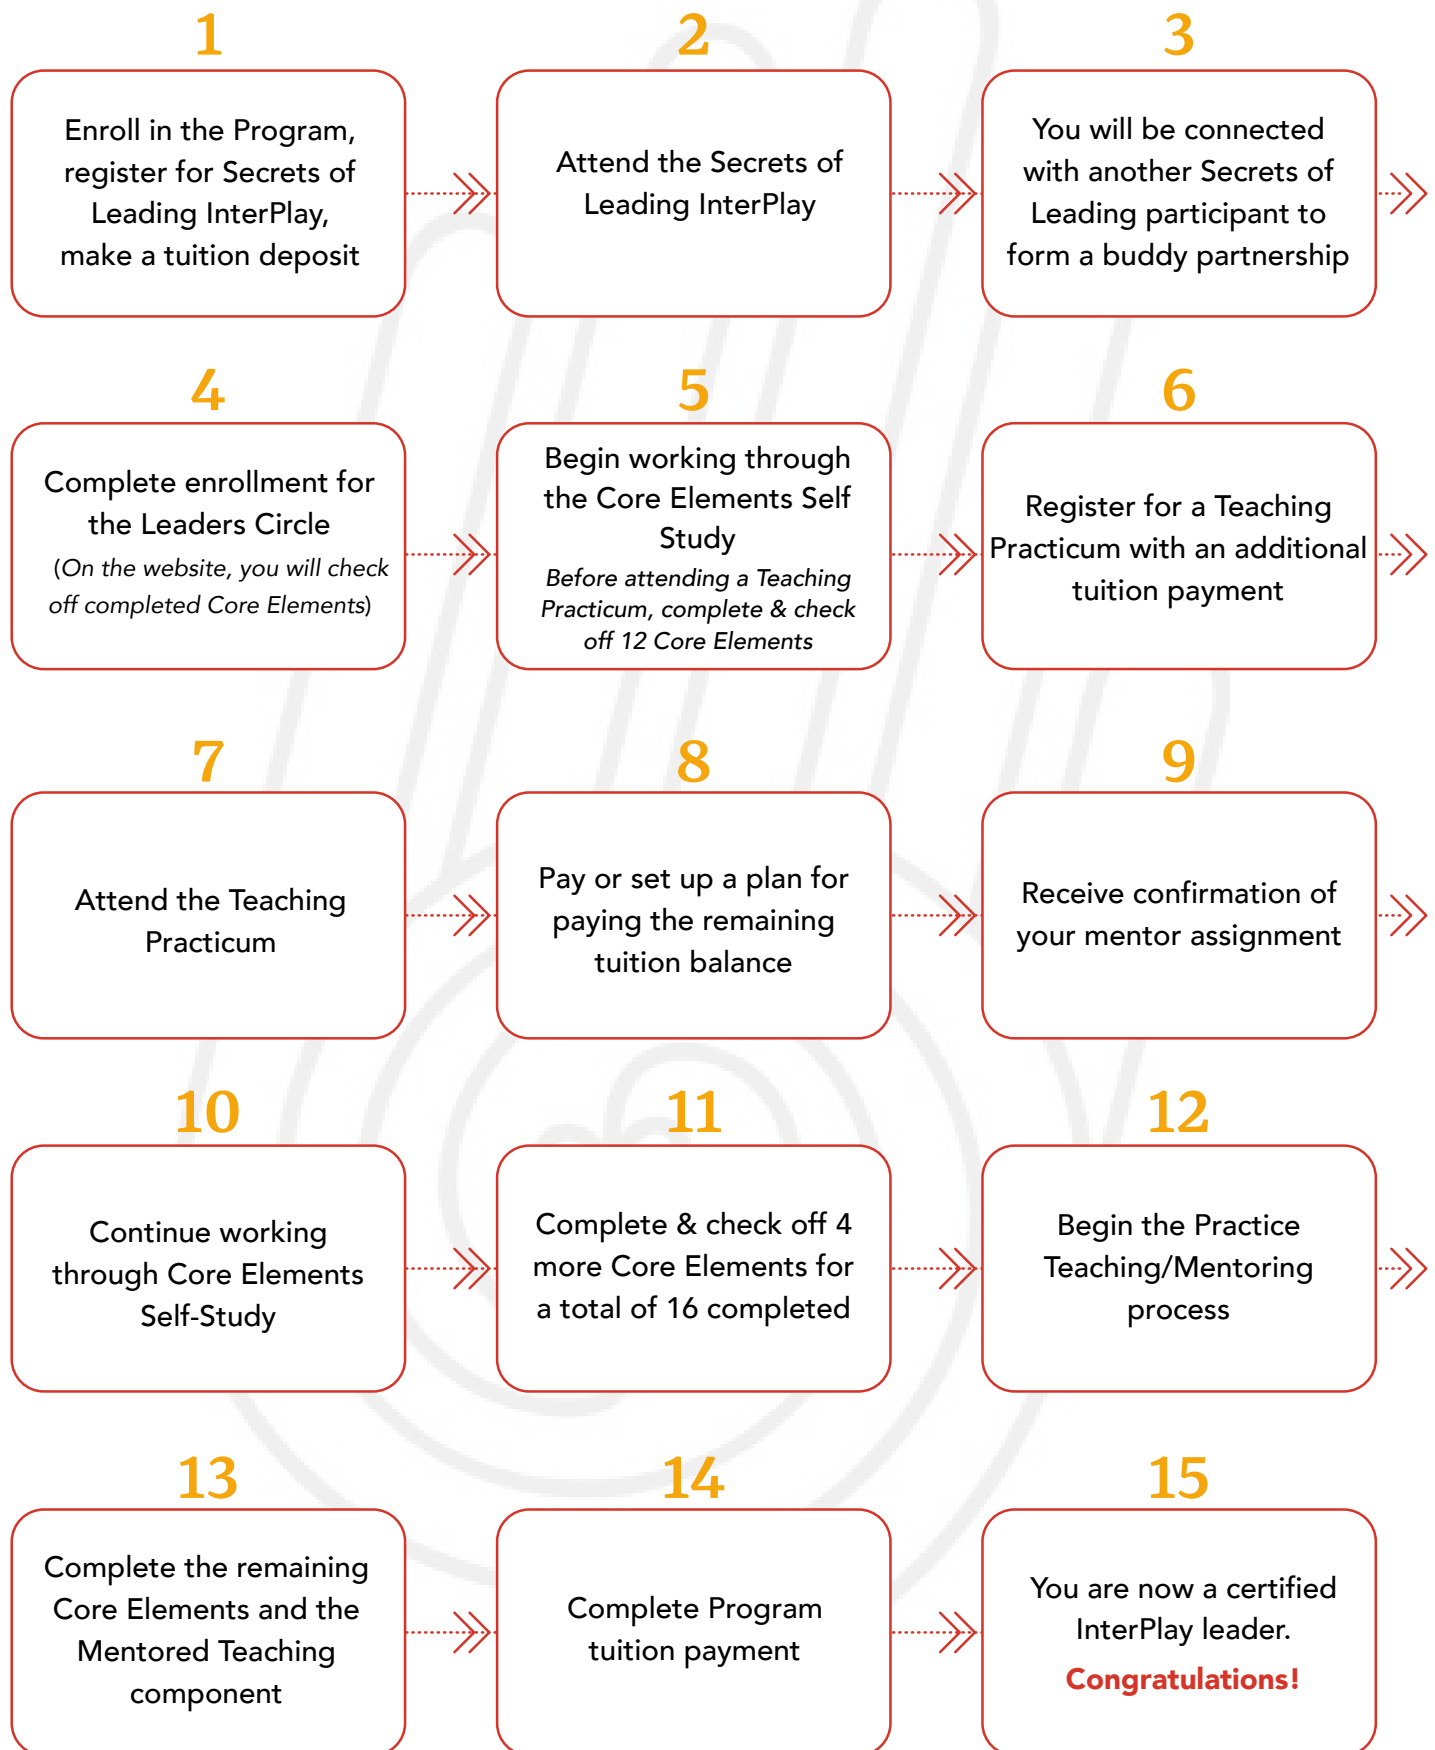 1
Enroll in the Program,
register for Secrets of
Leading InterPlay,
make a tuition deposit
2
Attend the Secrets of
Leading InterPlay
3
You will be connected
with another Secrets of
Leading participant to
form a buddy partnership
4
Complete enrollment for
the Leaders Circle
(On the website, you will check
off completed Core Elements)
5
Begin working through
the Core Elements Self
Study
Before attending a Teaching
Practicum, complete & check
off 12 Core Elements
6
Register for a Teaching
Practicum with an additional
tuition payment
7
Attend the Teaching
Practicum
8
Pay or set up a plan for
paying the remaining
tuition balance
9
Receive confirmation of
your mentor assignment
10
Continue working
through Core Elements
Self-Study
11
Complete & check off 4
more Core Elements for
a total of 16 completed
12
Begin the Practice
Teaching/Mentoring
process
13
Complete the remaining
Core Elements and the
Mentored Teaching
component
14
Complete Program
tuition payment
15
You are now a certified
InterPlay leader.
Congratulations!